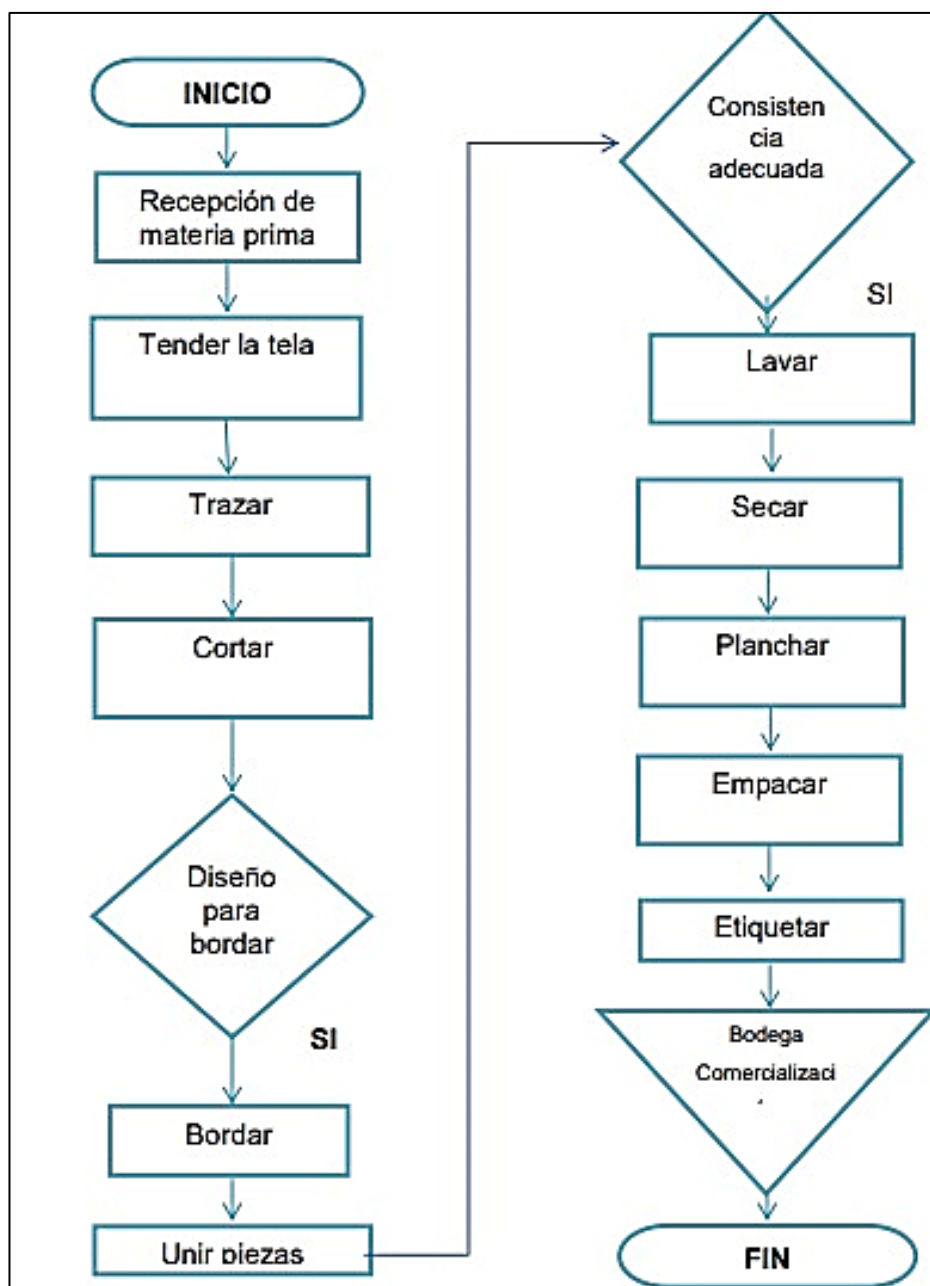 INICIO
Recepción de
materia prima
Tender la tela
Trazar
Cortar
Diseño
para
bordar
SI
Bordar
Unir piezas
Consisten
cia
adecuada
SI
Lavar
Secar
Planchar
Empacar
Etiquetar
Bodega
Comercializaci
FIN